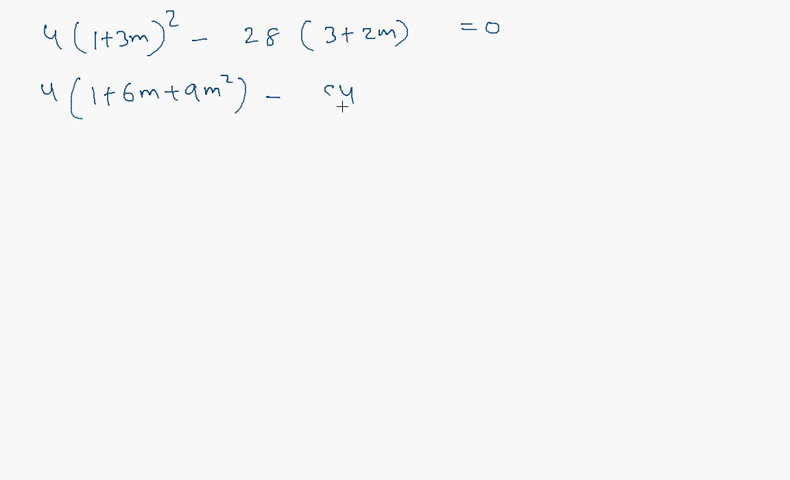 4(1+3m)² - 28 (3+2m) =0
4(1+6m+9m²) -